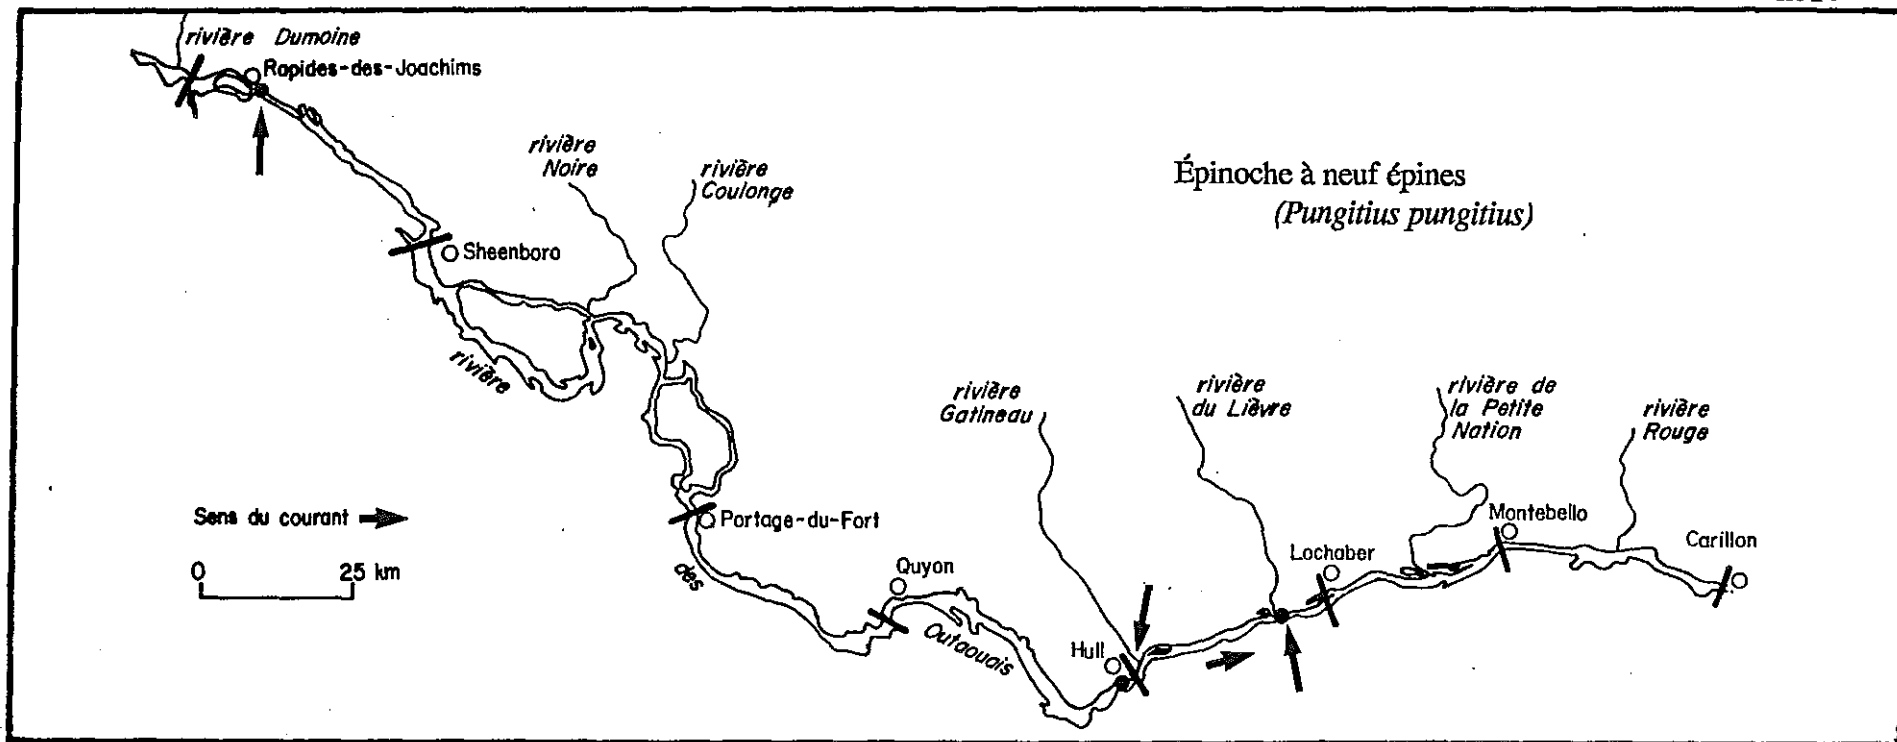 rivière Dumoine
Rapides-des-Joachims
rivière
Noire
rivière
Coulonge
Épinoche à neuf épines
(Pungitius pungitius)
Sheenboro
rivière
rivière
Gatineau
rivière
du Lièvre
rivière de
la Petite
Nation
rivière
Rouge
Sens du courant
Portage-du-Fort
0 25 km
des
Quyon
Outaouais
Hull
Lochaber
Montebello
Carillon